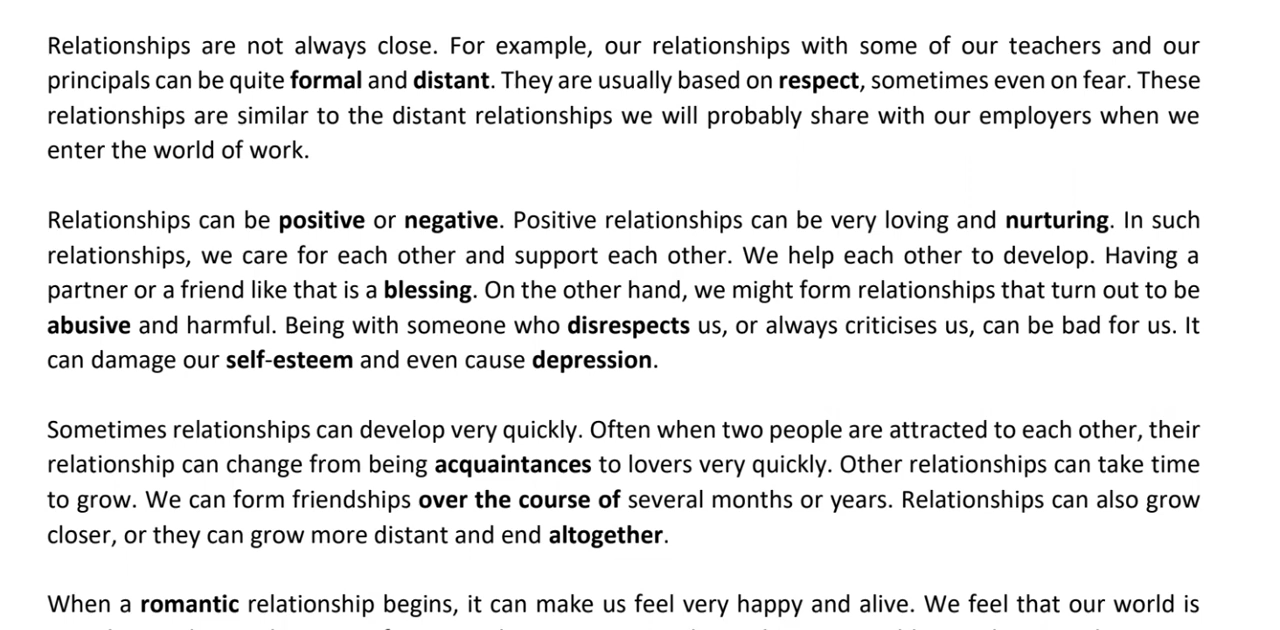 Relationships are not always close. For example, our relationships with some of our teachers and our
principals can be quite formal and distant. They are usually based on respect, sometimes even on fear. These
relationships are similar to the distant relationships we will probably share with our employers when we
enter the world of work.
Relationships can be positive or negative. Positive relationships can be very loving and nurturing. In such
relationships, we care for each other and support each other. We help each other to develop. Having a
partner or a friend like that is a blessing. On the other hand, we might form relationships that turn out to be
abusive and harmful. Being with someone who disrespects us, or always criticises us, can be bad for us. It
can damage our self-esteem and even cause depression.
Sometimes relationships can develop very quickly. Often when two people are attracted to each other, their
relationship can change from being acquaintances to lovers very quickly. Other relationships can take time
to grow. We can form friendships over the course of several months or years. Relationships can also grow
closer, or they can grow more distant and end altogether.
When a romantic relationship begins, it can make us feel very happy and alive. We feel that our world is